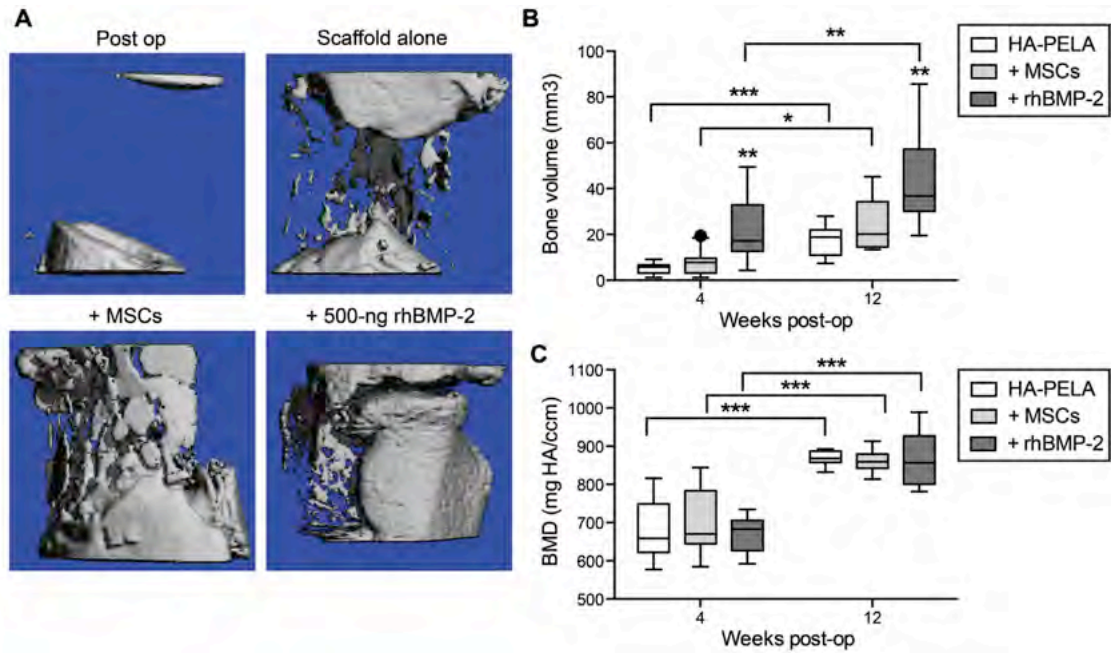 A
Post op
Scaffold alone
+ MSCs
+ 500-ng rhBMP-2
B
Bone volume (mm3)
100
80
60
40
20
0
***
*
**
**
**
4
12
Weeks post-op
HA-PELA
+ MSCs
+ rhBMP-2
C
BMD (mg HA/ccm)
1100
1000
900
800
700
600
500
***
***
***
4
12
Weeks post-op
HA-PELA
+ MSCs
+ rhBMP-2